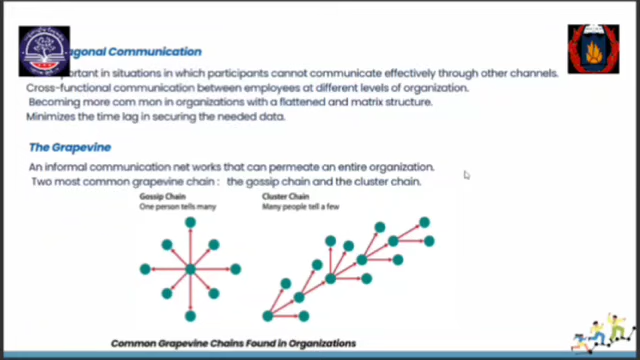 agonal Communication
portant in situations in which participants cannot communicate effectively through other channels.
Cross-functional communication between employees at different levels of organization.
Becoming more com mon in organizations with a flattened and matrix structure.
Minimizes the time lag in securing the needed data.
The Grapevine
An informal communication net works that can permeate an entire organization.
Two most common grapevine chain : the gossip chain and the cluster chain.
Gossip Chain
One person tells many
Cluster Chain
Many people tell a few
Common Grapevine Chains Found in Organizations